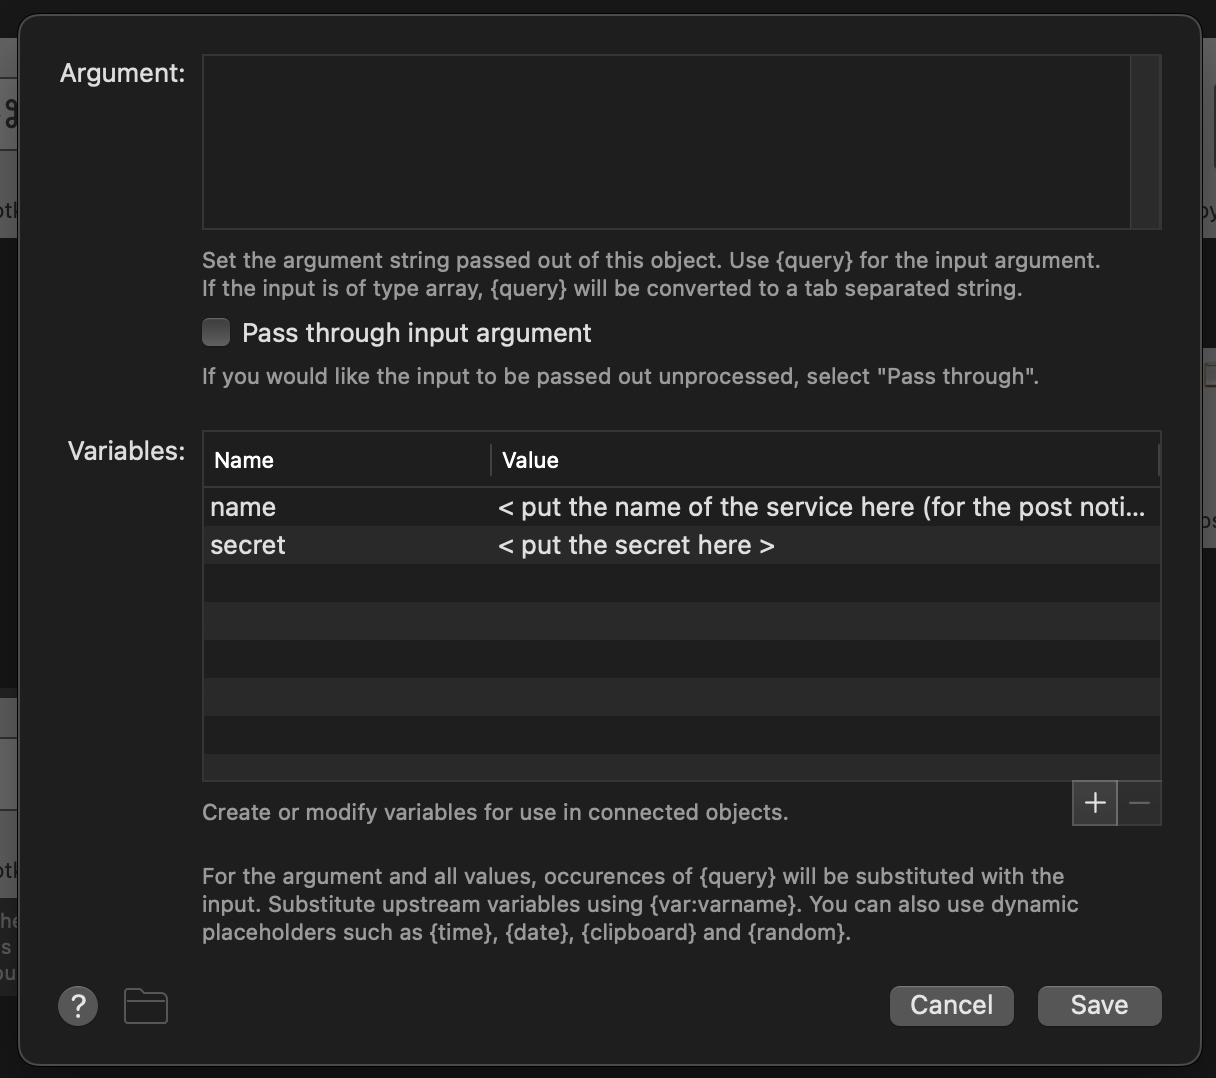 Argument:
Set the argument string passed out of this object. Use {query} for the input argument.
If the input is of type array, {query} will be converted to a tab separated string.
Pass through input argument
If you would like the input to be passed out unprocessed, select "Pass through".
Variables:
Name Value
name < put the name of the service here (for the post noti...
secret < put the secret here >
Create or modify variables for use in connected objects.
For the argument and all values, occurences of {query} will be substituted with the
input. Substitute upstream variables using {var:varname}. You can also use dynamic
placeholders such as {time}, {date}, {clipboard} and {random}.
? Cancel Save